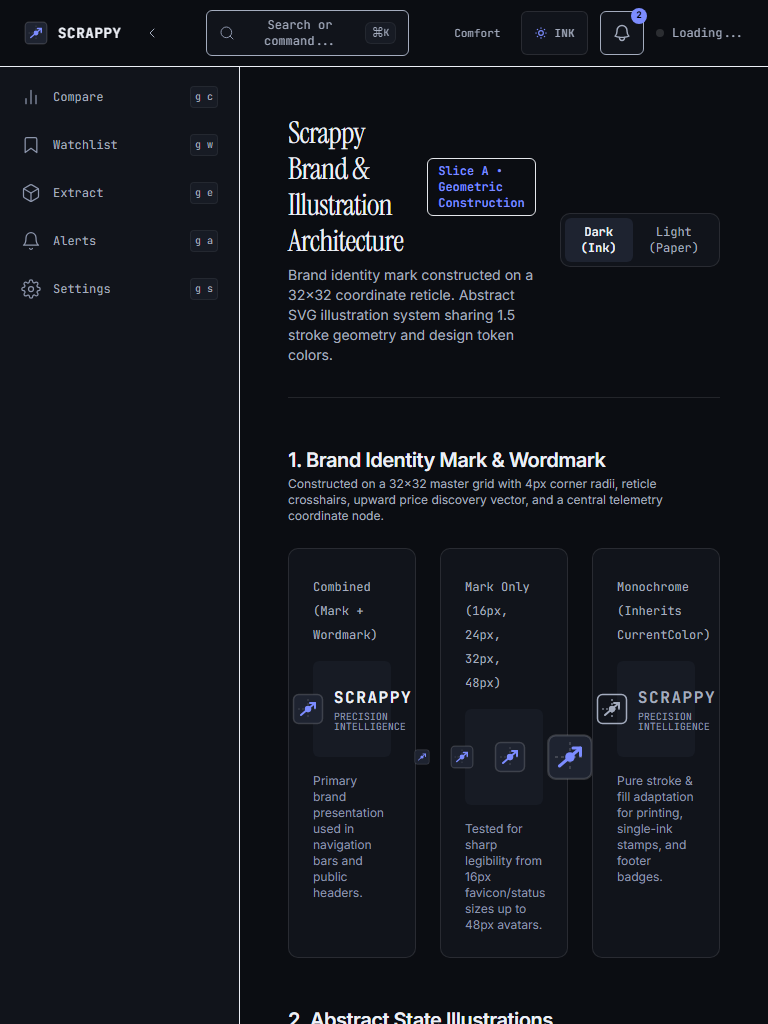 SCRAPPY
Search or
command...
⌘K
Comfort
INK
2
Loading...
Compare
g c
Watchlist
g w
Extract
g e
Alerts
g a
Settings
g s
Scrappy
Brand &
Illustration
Architecture
Slice A •
Geometric
Construction
Dark
(Ink)
Light
(Paper)
Brand identity mark constructed on a
32×32 coordinate reticle. Abstract
SVG illustration system sharing 1.5
stroke geometry and design token
colors.
1. Brand Identity Mark & Wordmark
Constructed on a 32×32 master grid with 4px corner radii, reticle
crosshairs, upward price discovery vector, and a central telemetry
coordinate node.
Combined
(Mark +
Wordmark)
SCRAPPY
PRECISION
INTELLIGENCE
Primary
brand
presentation
used in
navigation
bars and
public
headers.
Mark Only
(16px,
24px,
32px,
48px)
Tested for
sharp
legibility from
16px
favicon/status
sizes up to
48px avatars.
Monochrome
(Inherits
CurrentColor)
SCRAPPY
PRECISION
INTELLIGENCE
Pure stroke &
fill adaptation
for printing,
single-ink
stamps, and
footer
badges.
2. Abstract State Illustrations